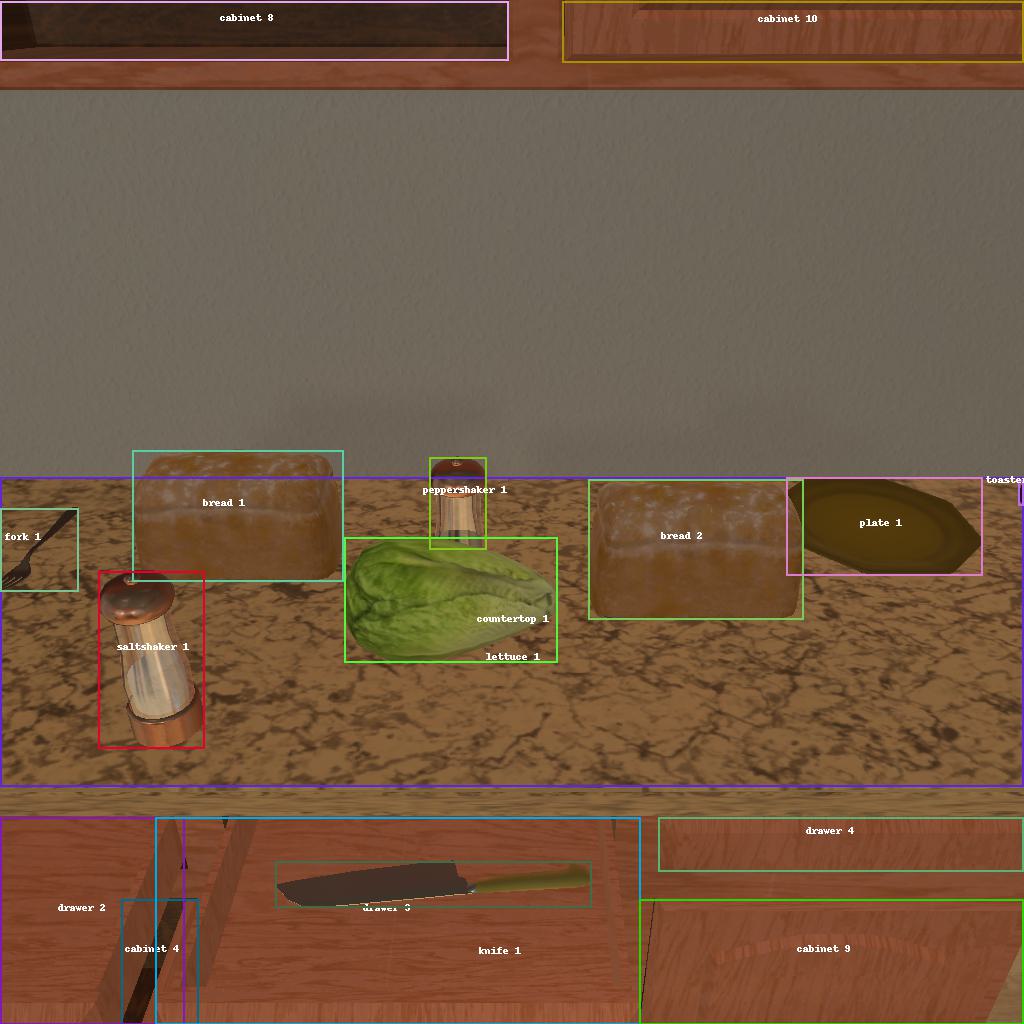 cabinet 8
cabinet 10
toaster
peppershaker 1
bread 1
plate 1
fork 1
bread 2
countertop 1
saltshaker 1
lettuce 1
drawer 4
drawer 2
drawer 3
cabinet 4
knife 1
cabinet 9